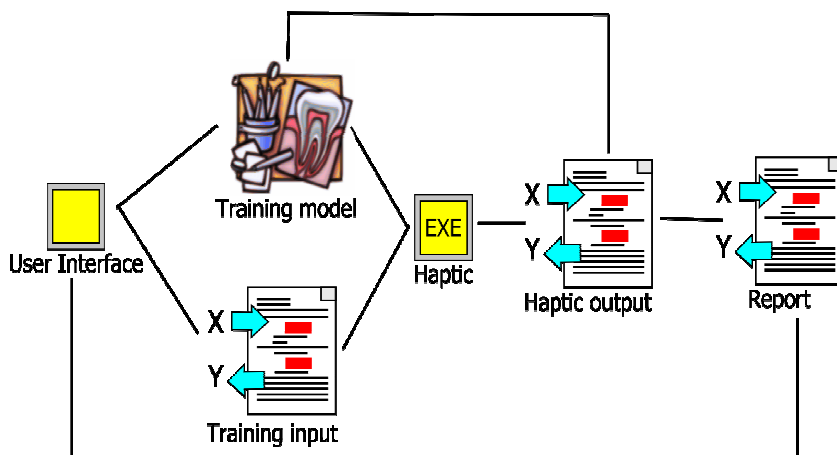 Training model
User Interface
EXE
Haptic
X
Y
Training input
X
Y
Haptic output
X
Y
Report